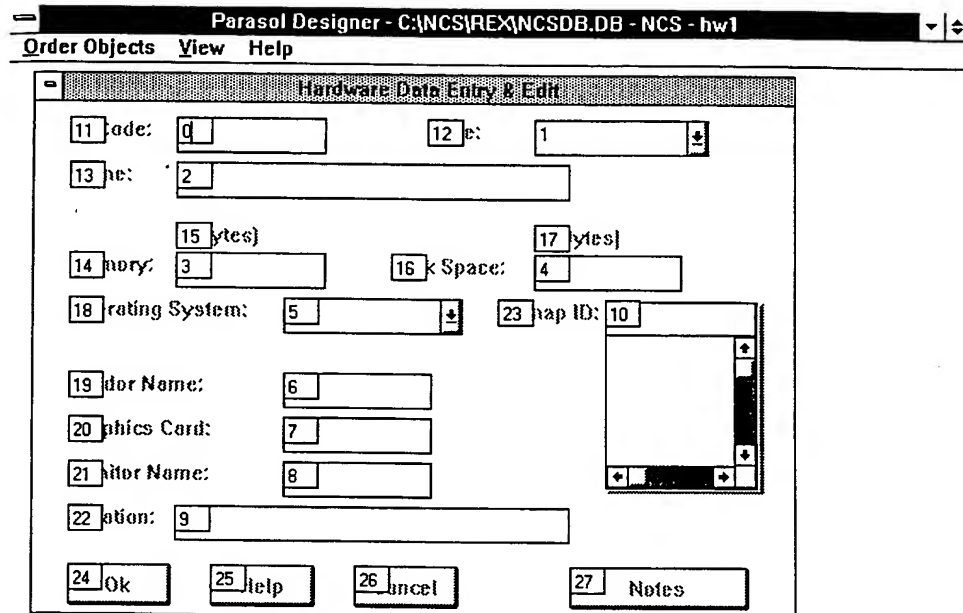 Parasol Designer - C:\NCS\REX\NCSDB.DB - NCS - hw1
Order Objects View Help
Hardware Data Entry & Edit
11 ode: 0 12 e: 1
13 ne: 2
15 ytes) 17 ytes)
14 nory: 3 16 k Space: 4
18 rating System: 5 23 nap ID: 10
19 dor Name: 6
20 phics Card: 7
21 nitor Name: 8
22 ation: 9
24 Ok 25 Help 26 ancel 27 Notes